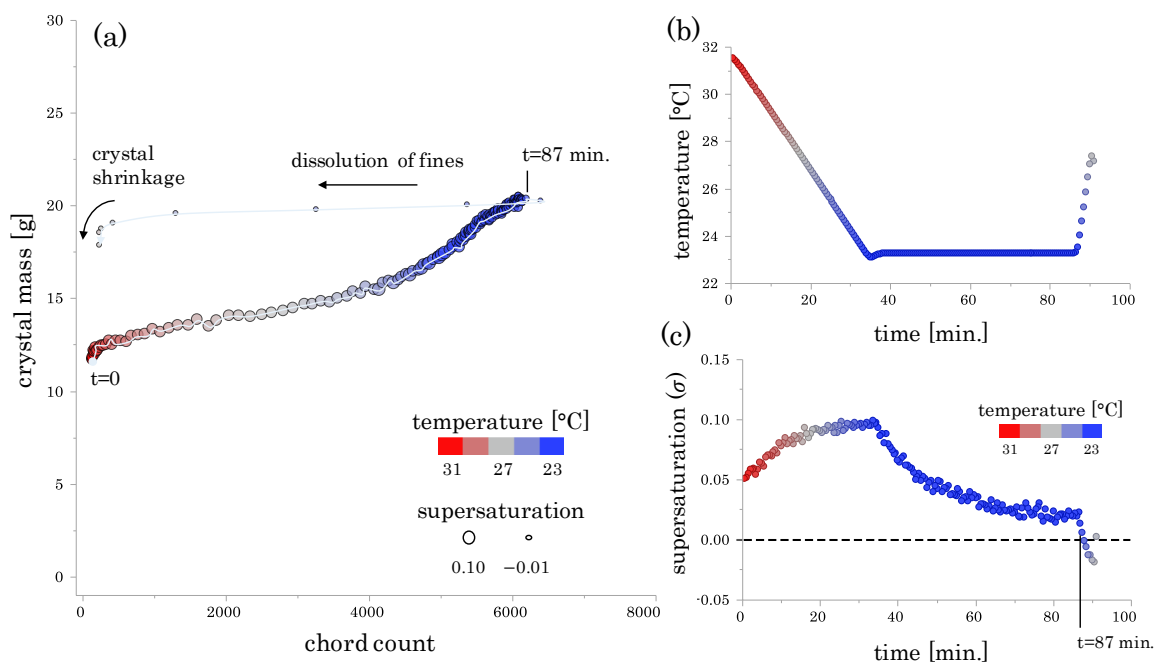 (a)
30
25
20
15
10
5
0
crystal mass [g]
crystal
shrinkage
dissolution of fines
t=87 min.
t=0
temperature [°C]
31 27 23
supersaturation
0.10 −0.01
0 2000 4000 6000 8000
chord count
(b)
32
30
28
26
24
22
temperature [°C]
0 20 40 60 80 100
time [min.]
(c)
0.15
0.10
0.05
0.00
-0.05
supersaturation (σ)
temperature [°C]
31 27 23
0 20 40 60 80 100
time [min.]
t=87 min.